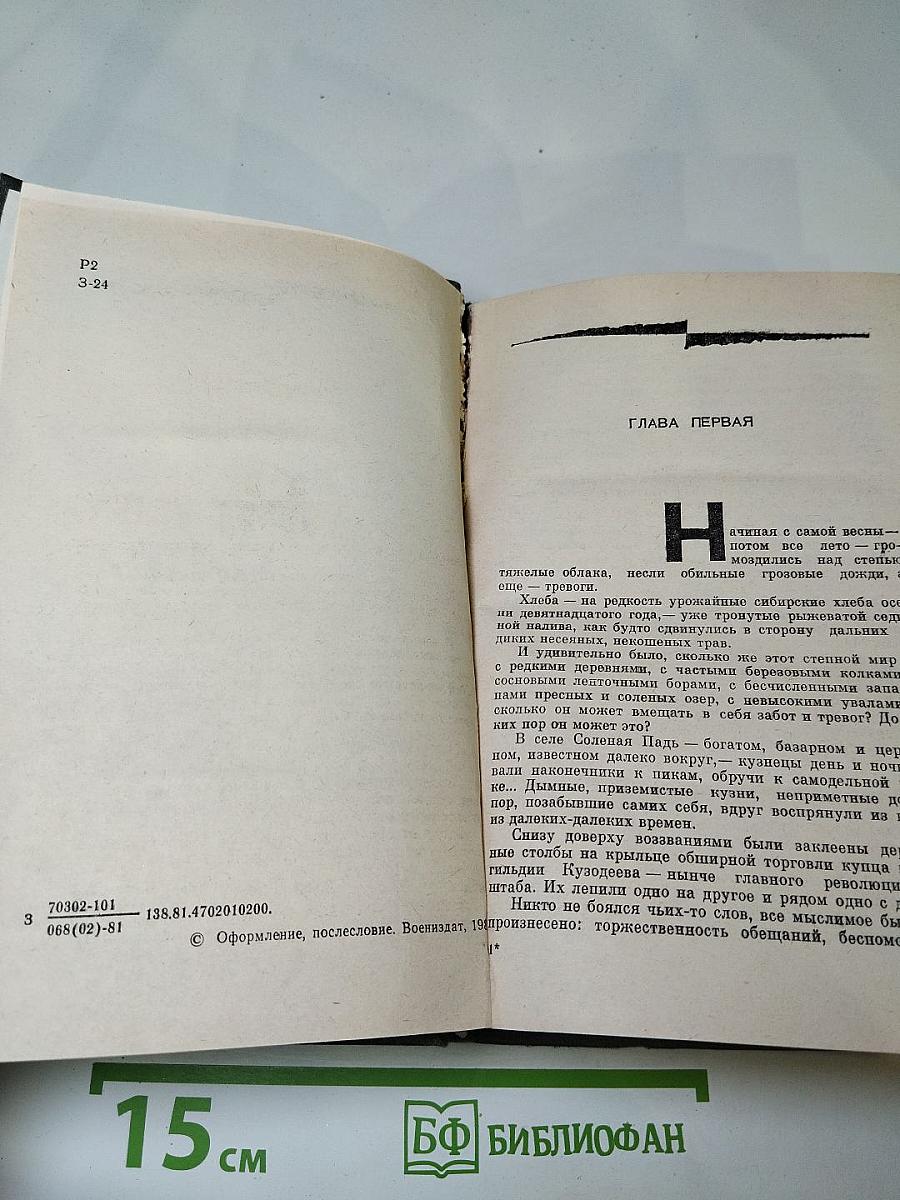 Р2
З-24
3 70302-101 138.81.4702010200.
068(02)-81
© Оформление, послесловие. Воениздат, 198
ГЛАВА ПЕРВАЯ
Начиная с самой весны —
потом все лето — гро-
моздились над степью
тяжелые облака, несли обильные грозовые дожди, а
еще — тревоги.
Хлеба — на редкость урожайные сибирские хлеба осе
ни девятнадцатого года, — уже тронутые рыжеватой седи
ной налива, как будто сдвинулись в сторону дальних
диких несеяных, некошеных трав.
И удивительно было, сколько же этот степной мир
с редкими деревнями, с частыми березовыми колками
сосновыми ленточными борами, с бесчисленными запа
нами пресных и соленых озер, с невысокими увалами
сколько он может вмещать в себя забот и тревог? До
ких пор он может это?
В селе Соленая Падь — богатом, базарном и цер
ном, известном далеко вокруг, — кузнецы день и ночь
вали наконечники к пикам, обручи к самодельной
ке... Дымные, приземистые кузни, неприметные до
пор, позабывшие самих себя, вдруг воспрянули из
из далеких-далеких времен.
Снизу доверху воззваниями были заклеены дер
ные столбы на крыльце обширной торговли купца
гильдии Кузодеева — нынче главного революци
штаба. Их лепили одно на другое и рядом одно с д
Никто не боялся чьих-то слов, все мыслимое бы
произнесено: торжественность обещаний, беспомо
1*
15 см
БФ БИБЛИОФАН